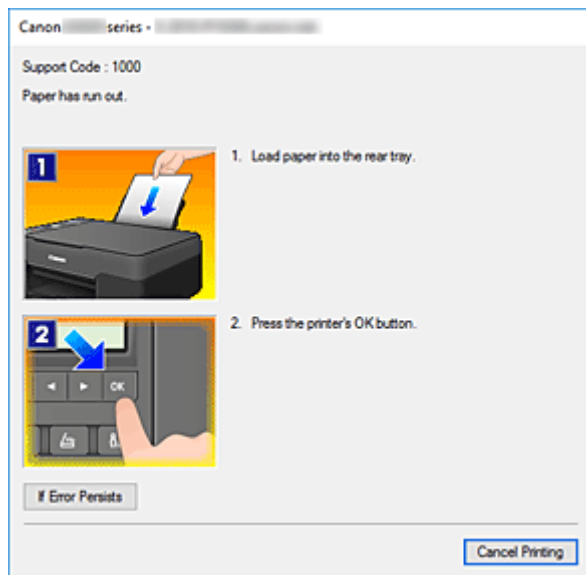 Canon series -
Support Code : 1000
Paper has run out.
1
1. Load paper into the rear tray.
Canon
2
2. Press the printer's OK button.
OK
If Error Persists
Cancel Printing